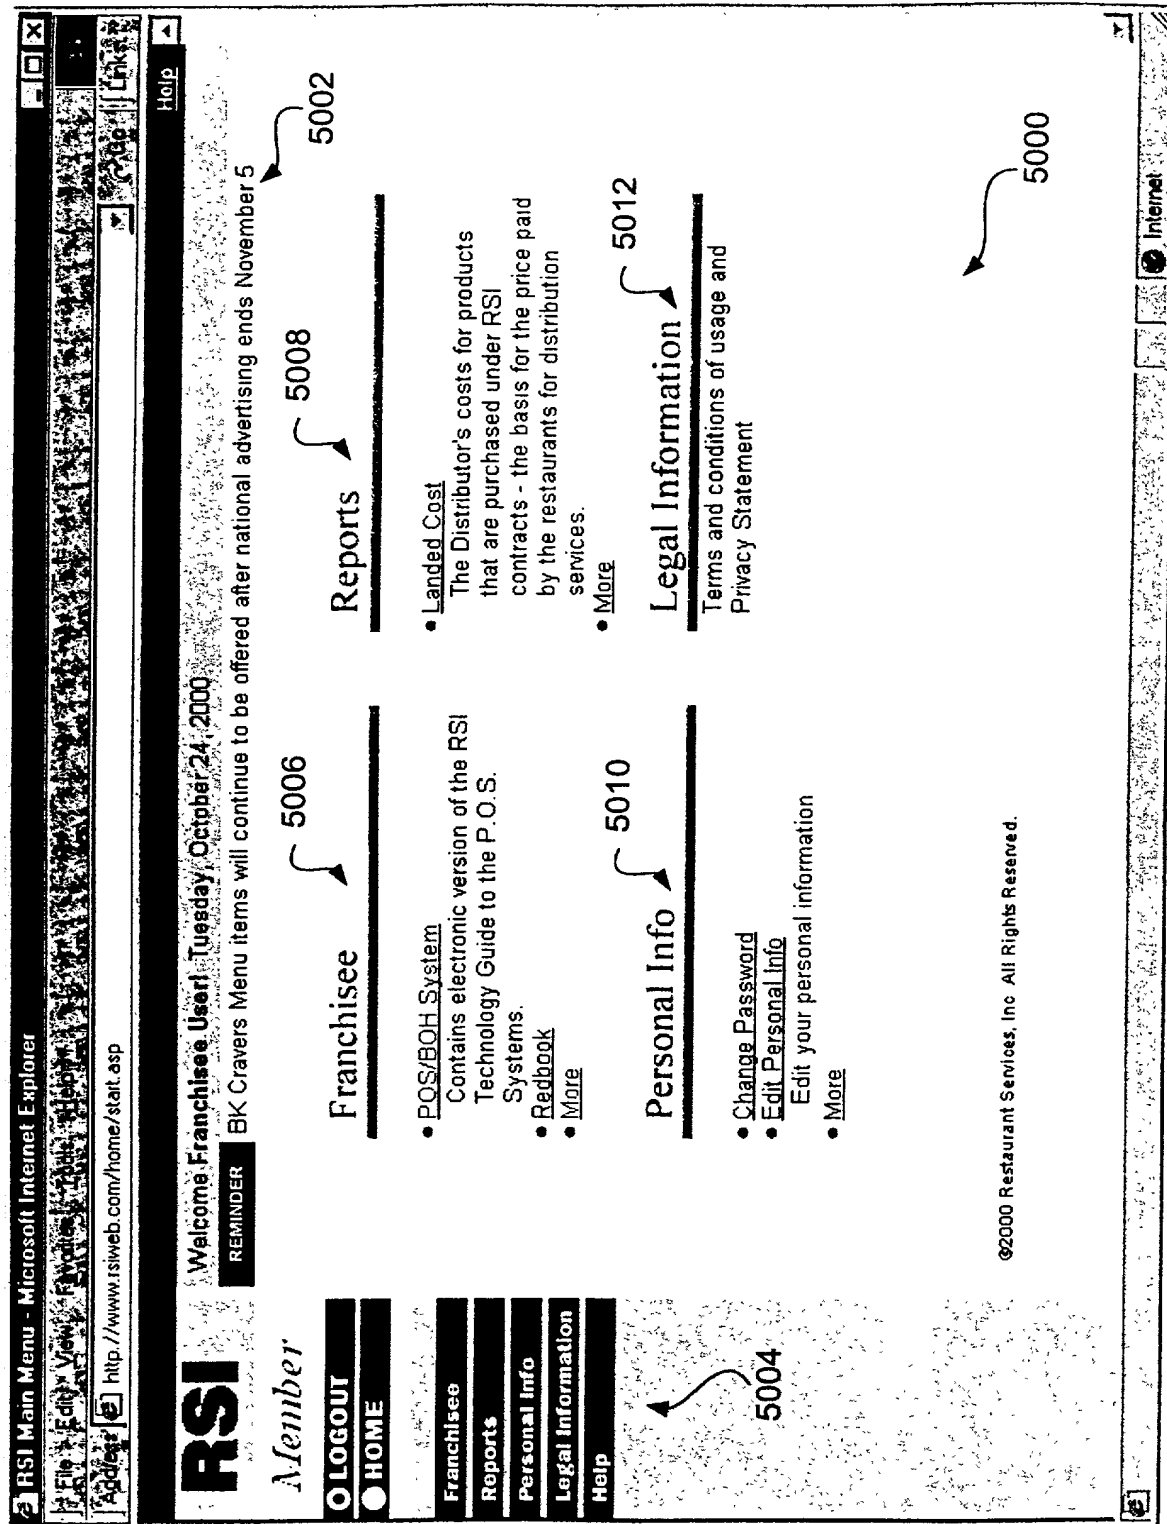 RSI Main Menu - Microsoft Internet Explorer
File Edit View Favorites Tools Help
Address http://www.rsiweb.com/home/start.asp Go Links
Help
RSI
Welcome Franchisee User! Tuesday, October 24, 2000
REMINDER BK Cravers Menu items will continue to be offered after national advertising ends November 5
5002
Member
LOGOUT
HOME
Franchisee
Reports
Personal Info
Legal Information
Help
5004
Franchisee
5006
• POS/BOH System
Contains electronic version of the RSI
Technology Guide to the P.O.S.
Systems.
• Redbook
• More
Reports
5008
• Landed Cost
The Distributor's costs for products
that are purchased under RSI
contracts - the basis for the price paid
by the restaurants for distribution
services.
• More
Personal Info
5010
• Change Password
• Edit Personal Info
Edit your personal information
• More
Legal Information
5012
Terms and conditions of usage and
Privacy Statement
5000
©2000 Restaurant Services, Inc All Rights Reserved.
Internet